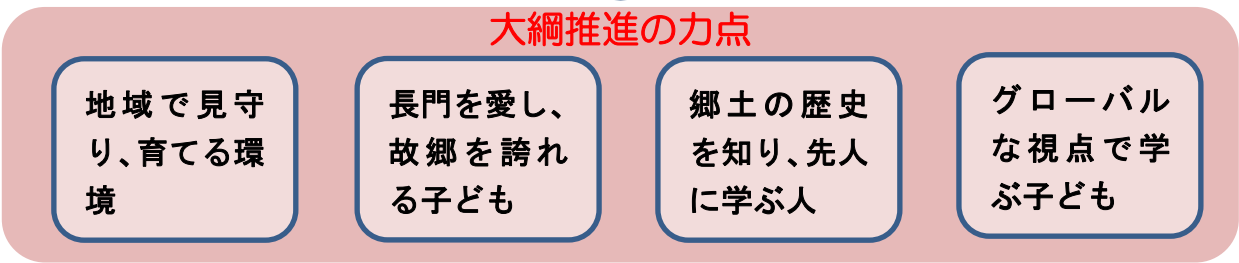 大綱推進の力点
地域で見守
り、育てる環
境
長門を愛し、
故郷を誇れ
る子ども
郷土の歴史
を知り、先人
に学ぶ人
グローバル
な視点で学
ぶ子ども